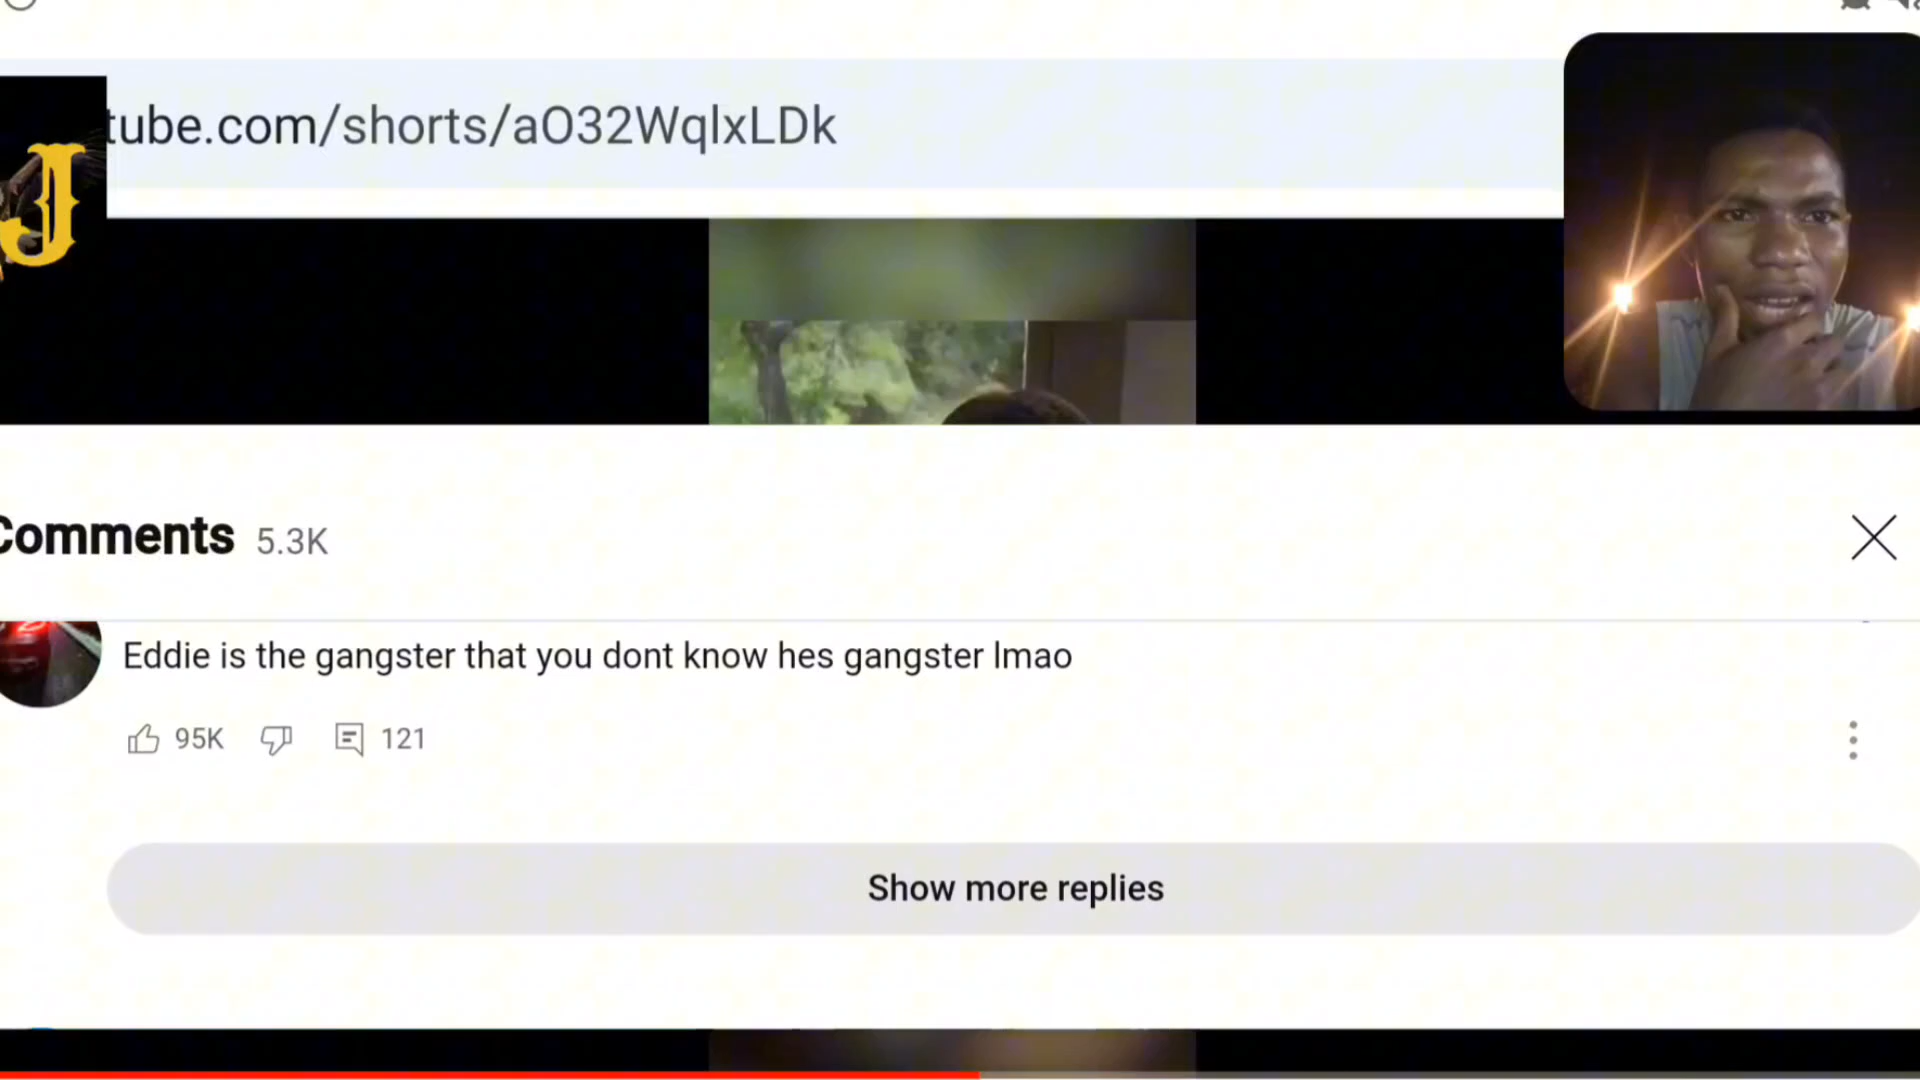 tube.com/shorts/aO32WqlxLDk
J
Comments 5.3K
Eddie is the gangster that you dont know hes gangster lmao
95K 121
Show more replies